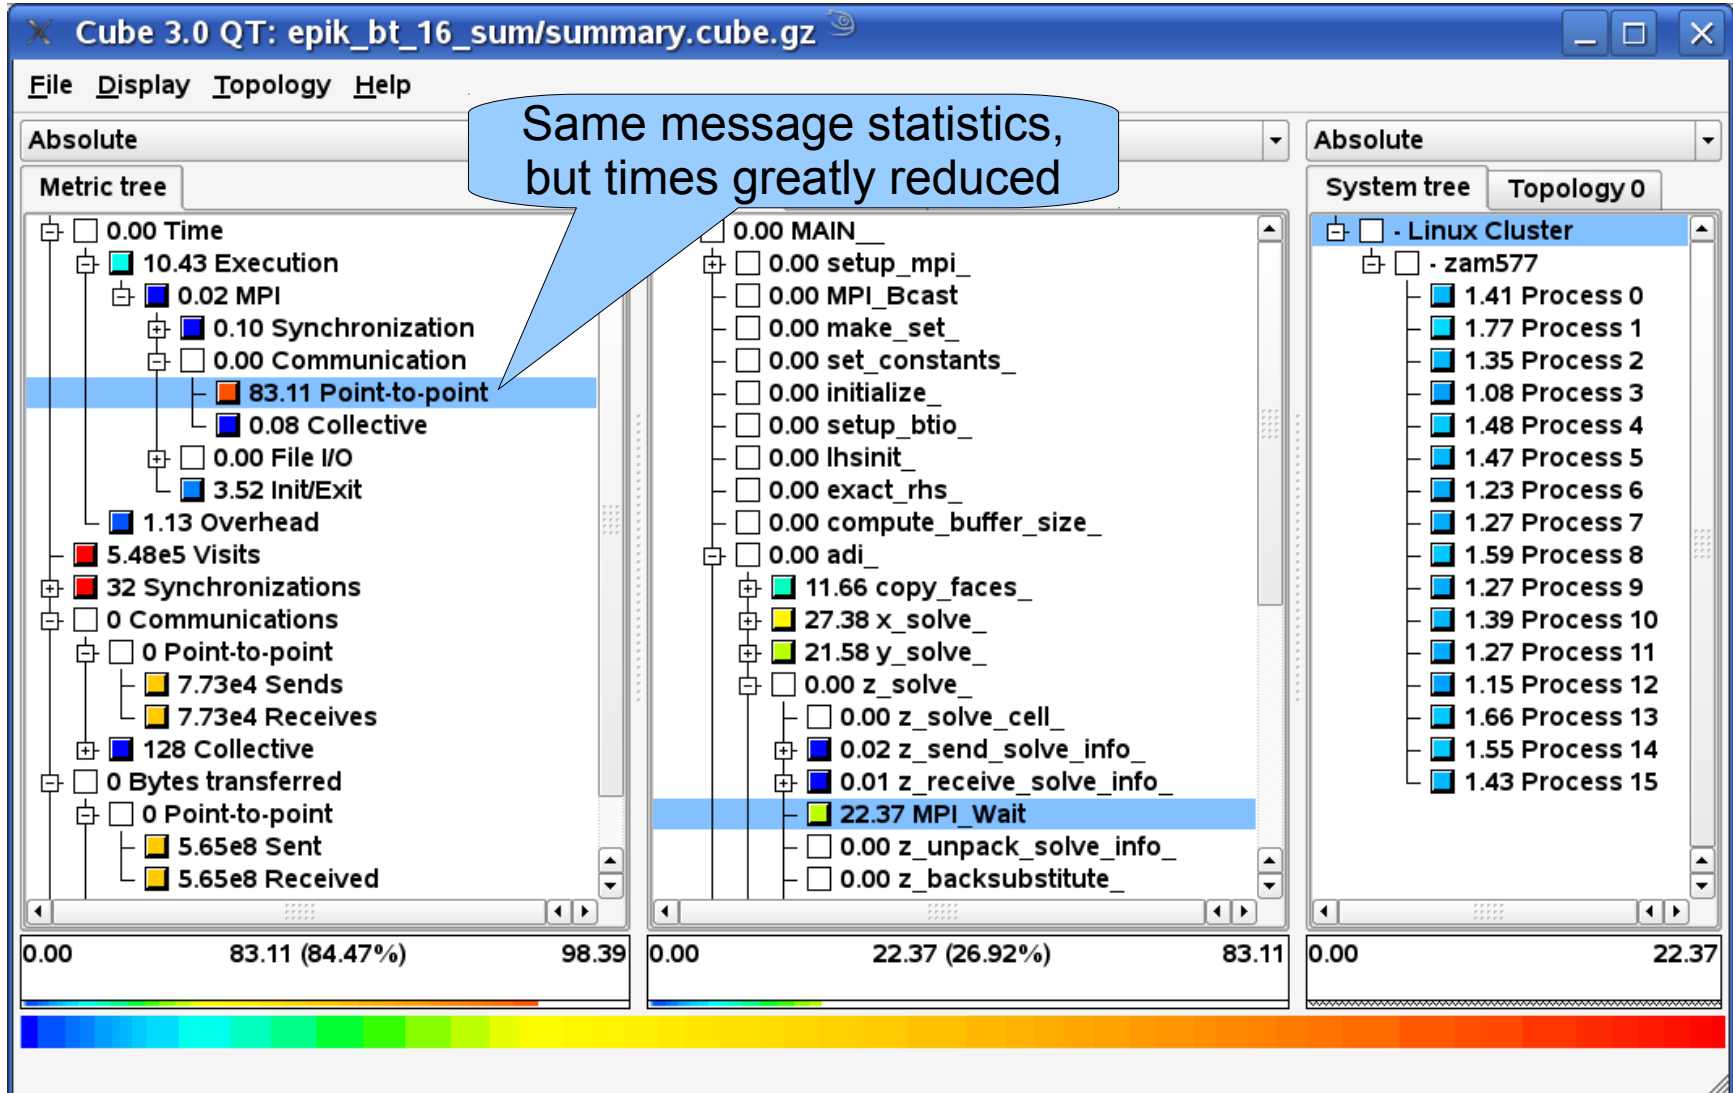 Cube 3.0 QT: epik_bt_16_sum/summary.cube.gz
File Display Topology Help
Same message statistics,
but times greatly reduced
Absolute
Metric tree
0.00 Time
10.43 Execution
0.02 MPI
0.10 Synchronization
0.00 Communication
83.11 Point-to-point
0.08 Collective
0.00 File I/O
3.52 Init/Exit
1.13 Overhead
5.48e5 Visits
32 Synchronizations
0 Communications
0 Point-to-point
7.73e4 Sends
7.73e4 Receives
128 Collective
0 Bytes transferred
0 Point-to-point
5.65e8 Sent
5.65e8 Received
0.00 83.11 (84.47%) 98.39
0.00 MAIN__
0.00 setup_mpi_
0.00 MPI_Bcast
0.00 make_set_
0.00 set_constants_
0.00 initialize_
0.00 setup_btio_
0.00 lhsinit_
0.00 exact_rhs_
0.00 compute_buffer_size_
0.00 adi_
11.66 copy_faces_
27.38 x_solve_
21.58 y_solve_
0.00 z_solve_
0.00 z_solve_cell_
0.02 z_send_solve_info_
0.01 z_receive_solve_info_
22.37 MPI_Wait
0.00 z_unpack_solve_info_
0.00 z_backsubstitute_
0.00 22.37 (26.92%) 83.11
Absolute
System tree Topology 0
- Linux Cluster
- zam577
1.41 Process 0
1.77 Process 1
1.35 Process 2
1.08 Process 3
1.48 Process 4
1.47 Process 5
1.23 Process 6
1.27 Process 7
1.59 Process 8
1.27 Process 9
1.39 Process 10
1.27 Process 11
1.15 Process 12
1.66 Process 13
1.55 Process 14
1.43 Process 15
0.00 22.37